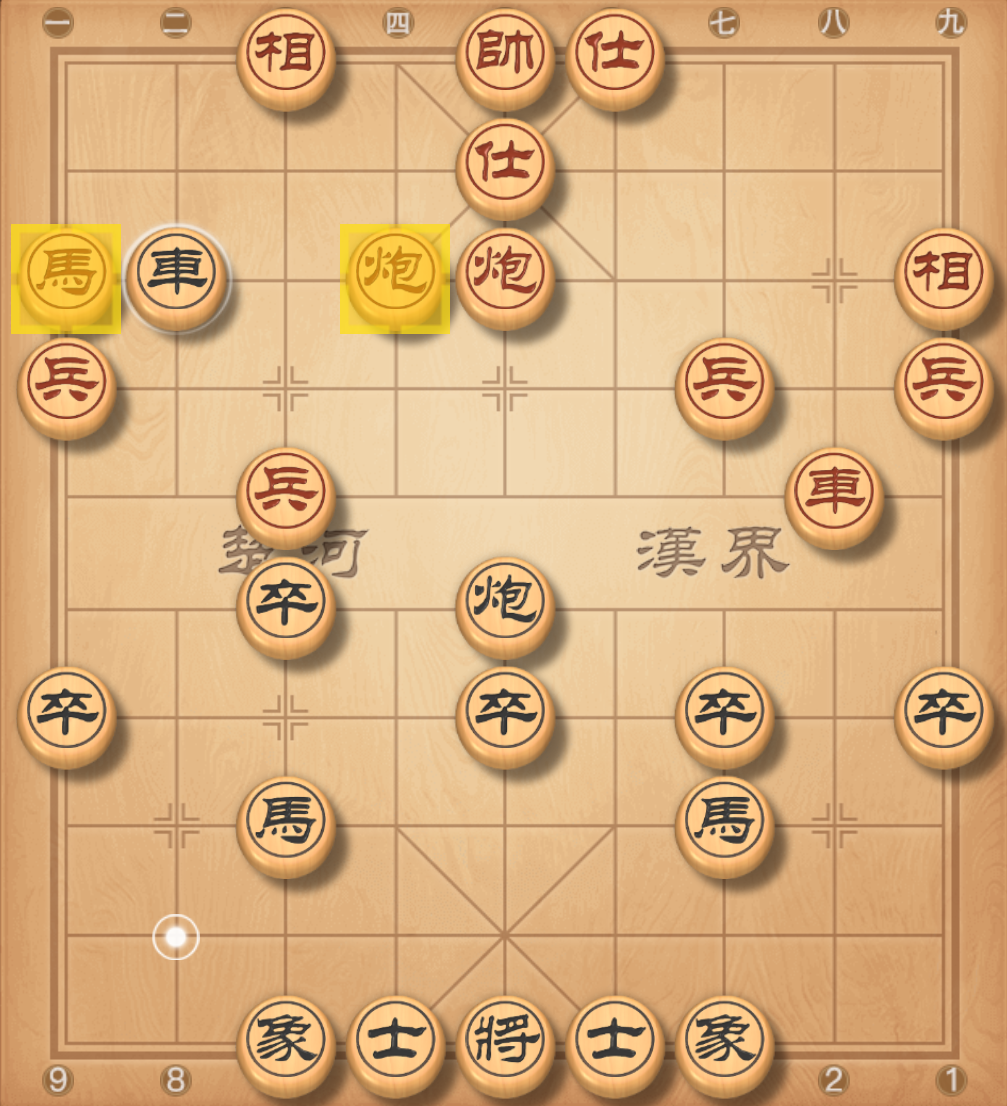 一 二 相 四 帥 仕 七 八 九
仕
馬 車 炮 炮 相
兵 兵 兵
兵 車
楚河 漢界
卒 炮
卒 卒 卒 卒
馬 馬
象 士 將 士 象
9 8 2 1